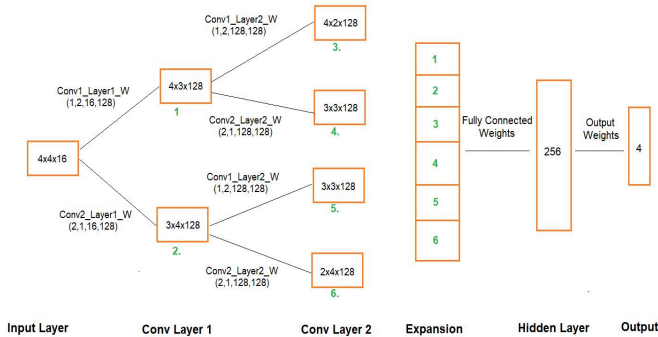 Conv1_Layer2_W
(1,2,128,128)
4x2x128
3.
Conv1_Layer1_W
(1,2,16,128)
4x3x128
1
Conv2_Layer2_W
(2,1,128,128)
3x3x128
4.
4x4x16
Conv2_Layer1_W
(2,1,16,128)
3x4x128
2.
Conv1_Layer2_W
(1,2,128,128)
3x3x128
5.
Conv2_Layer2_W
(2,1,128,128)
2x4x128
6.
1
2
3
4
5
6
Fully Connected
Weights
256
Output
Weights
4
Input Layer
Conv Layer 1
Conv Layer 2
Expansion
Hidden Layer
Output